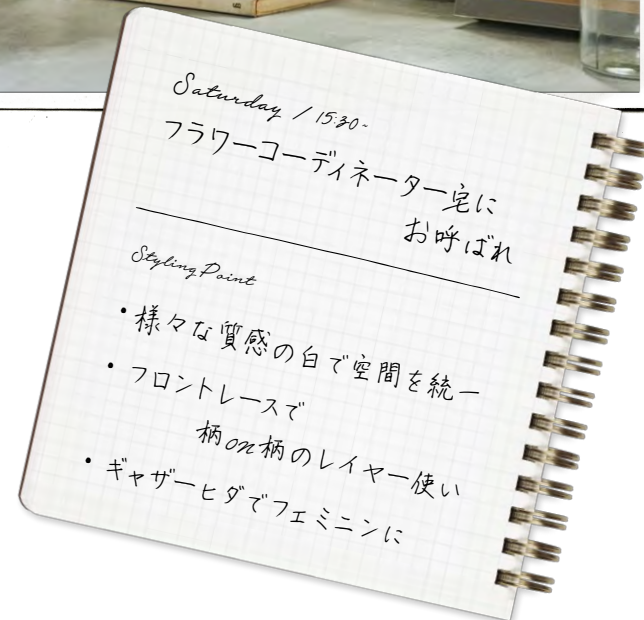 Saturday / 15:30-
フラワーコーディネーター宅に
お呼ばれ
Styling Point
・様々な質感の白で空間を統一
・フロントレースで
柄on柄のレイヤー使い
・ギャザーヒダでフェミニンに